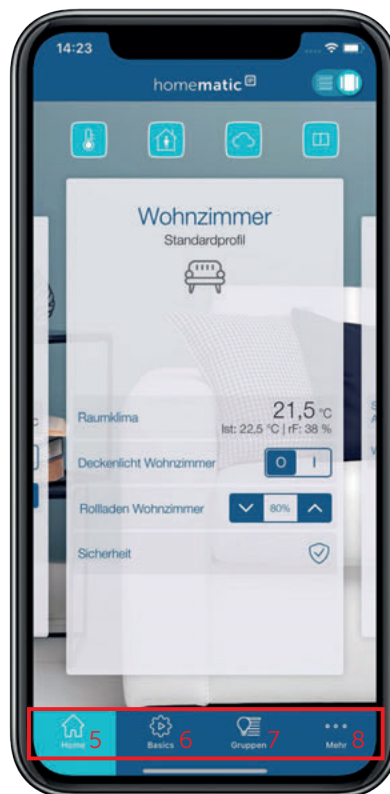 14:23
homematic IP
Wohnzimmer
Standardprofil
Raumklima 21,5 °C
Ist: 22,5 °C | rF: 38 %
Deckenlicht Wohnzimmer O I
Rollladen Wohnzimmer 80%
Sicherheit
Home 5 Basics 6 Gruppen 7 Mehr 8